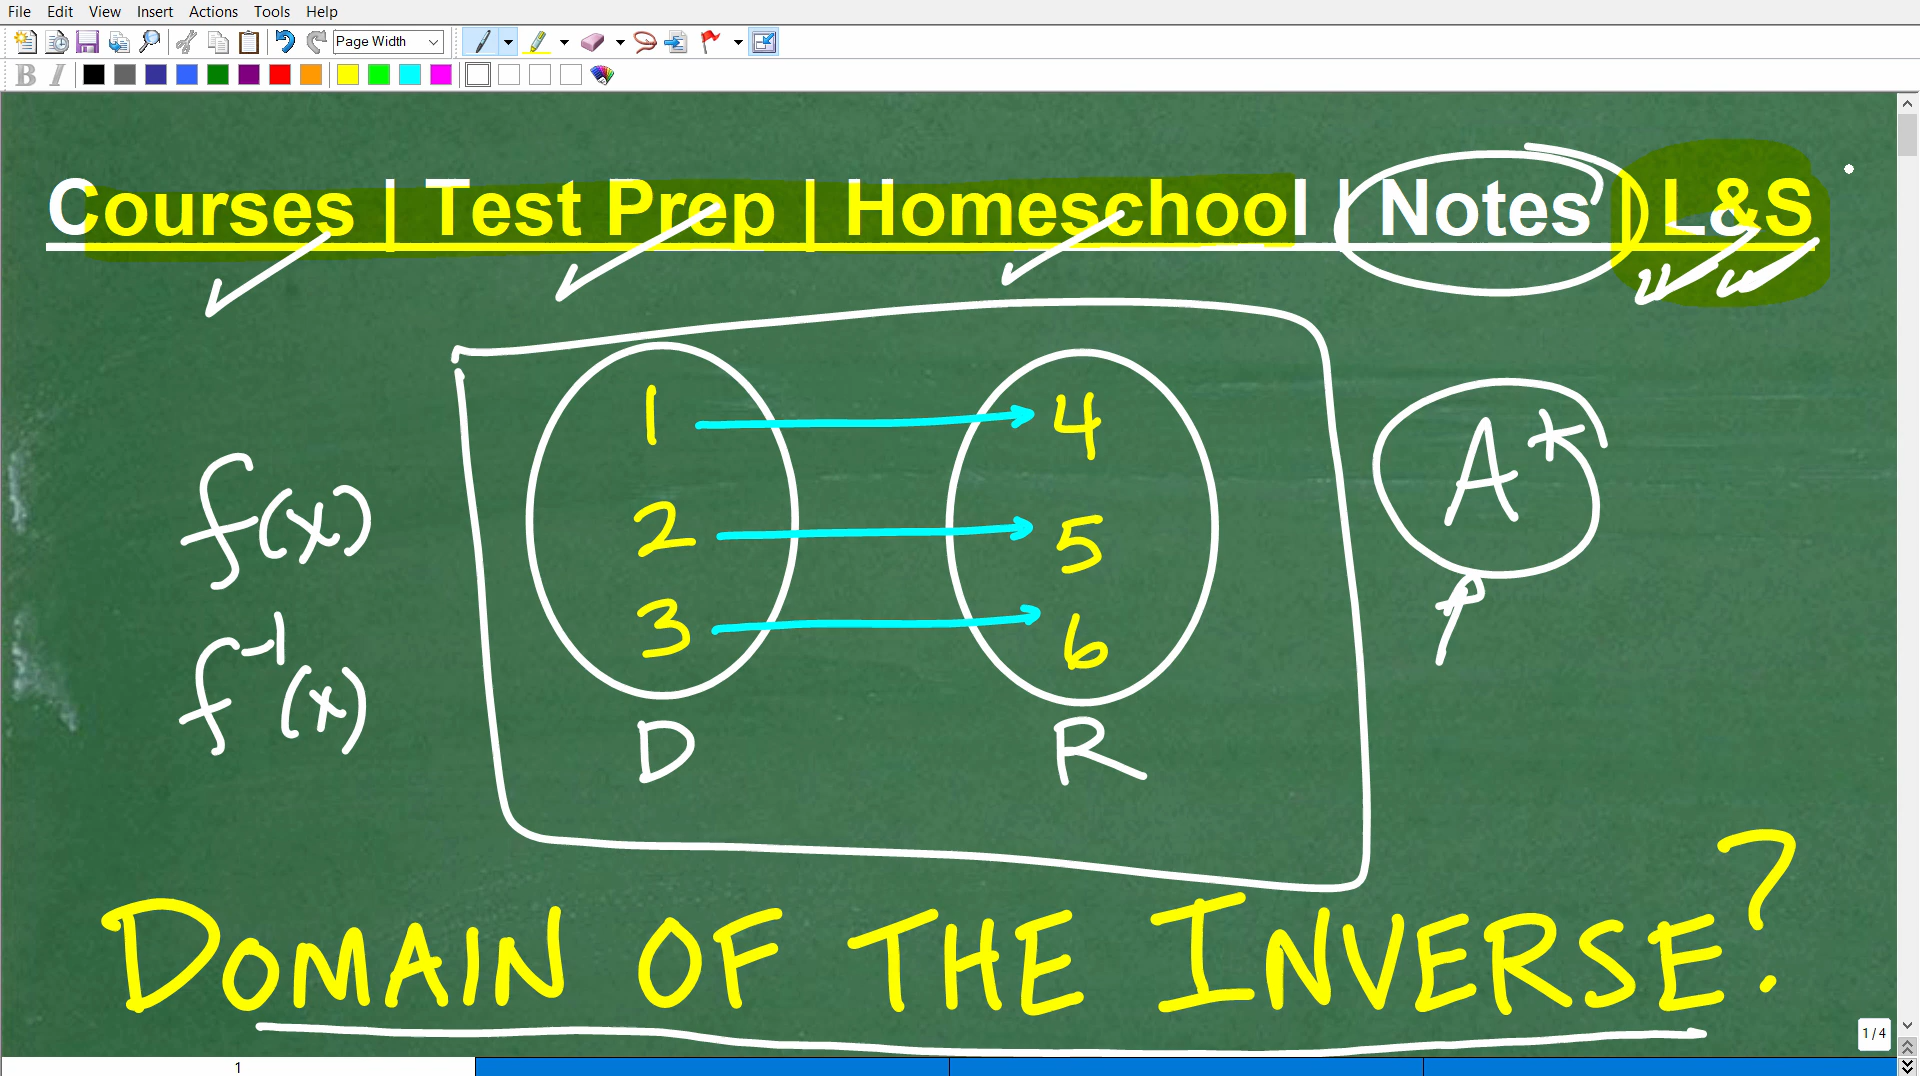 File Edit View Insert Actions Tools Help
Page Width
B I
Courses | Test Prep | Homeschool | Notes | L&S
1 4
2 5
3 6
f(x)
f⁻¹(x)
A*
D R
DOMAIN OF THE INVERSE?
1 / 4
1